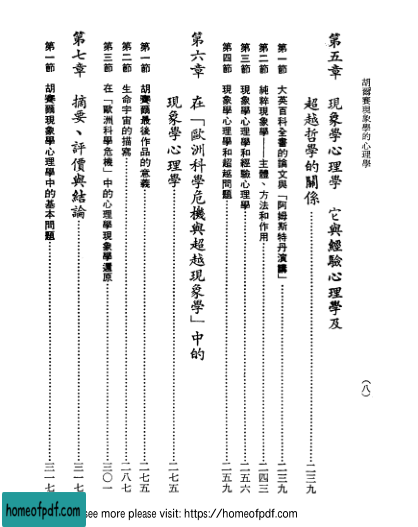 胡爾賽現象學的心理學
(八)
第五章 現象學心理學 它與經驗心理學及
超越哲學的關係……二三九
第一節 大英百科全書的論文與「阿姆斯特丹演講」……二三九
第二節 純粹現象學——主體、方法和作用……二四三
第三節 現象學心理學和經驗心理學……二五六
第四節 現象學心理學和超越問題……二五九
第六章 在「歐洲科學危機與超越現象學」中的
現象學心理學……二七五
第一節 胡賽爾最後作品的意義……二七五
第二節 生命宇宙的描寫……二八七
第三節 在「歐洲科學危機」中的心理學現象學還原……三〇一
第七章 摘要、評價與結論……三一七
第一節 胡賽爾現象學心理學中的基本問題……三一七
homeofpdf.com
see more please visit: https://homeofpdf.com